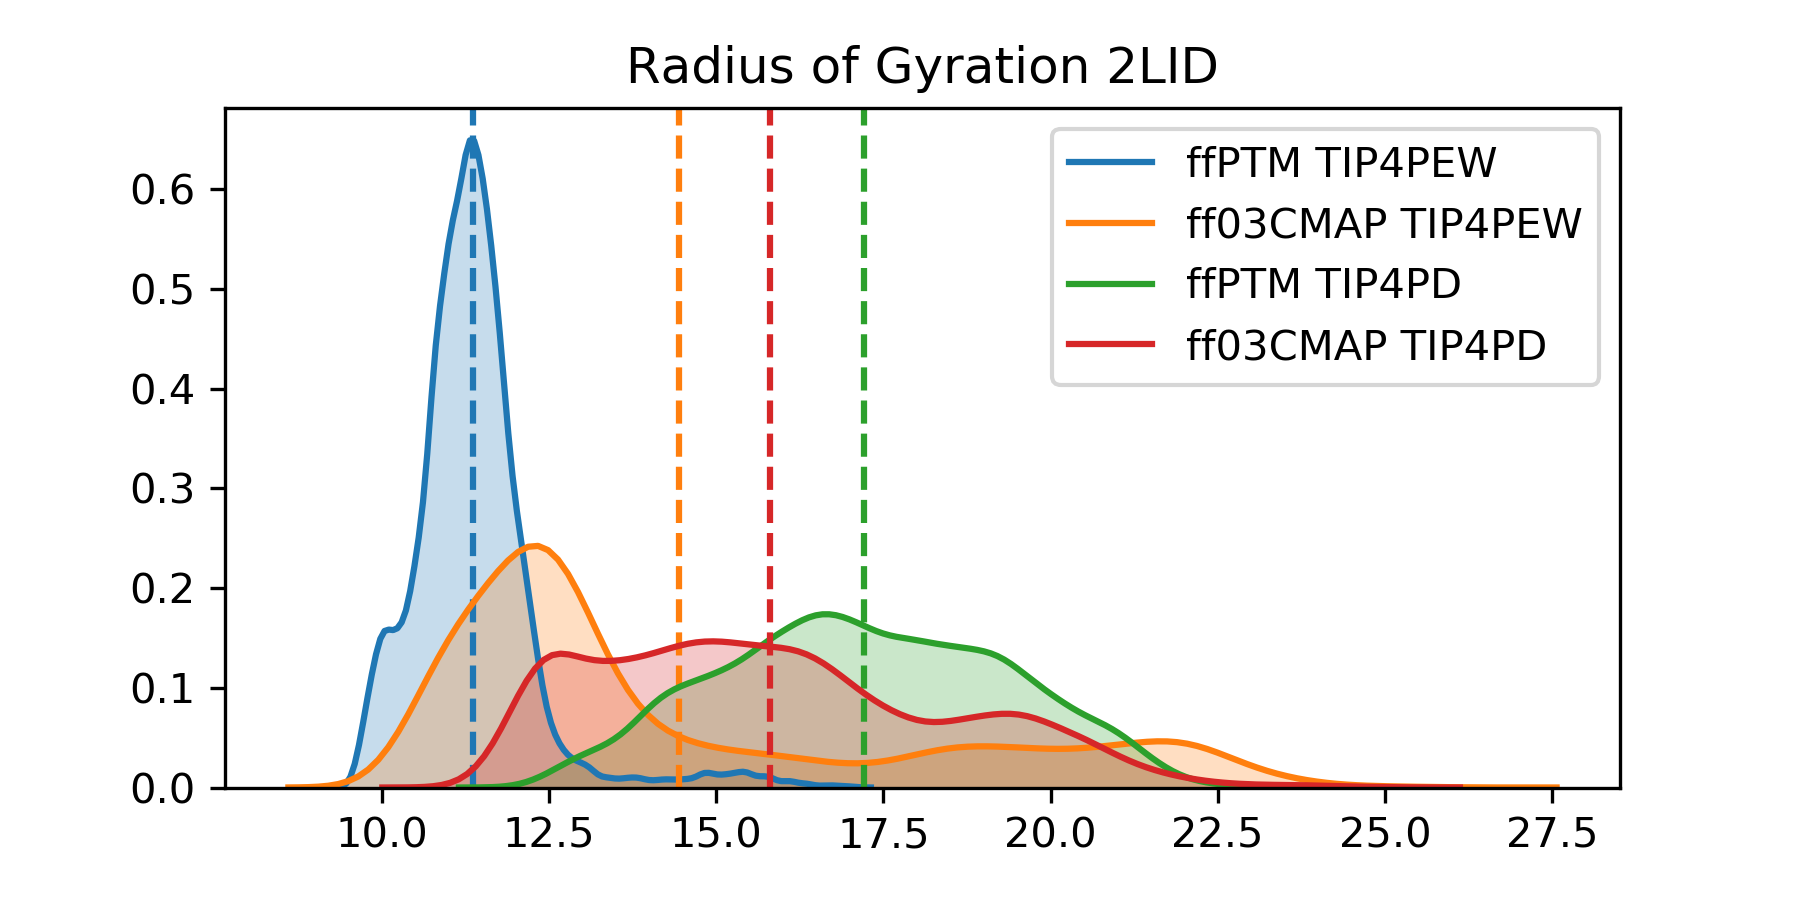 Radius of Gyration 2LID
ffPTM TIP4PEW
ff03CMAP TIP4PEW
ffPTM TIP4PD
ff03CMAP TIP4PD
0.6
0.5
0.4
0.3
0.2
0.1
0.0
10.0 12.5 15.0 17.5 20.0 22.5 25.0 27.5